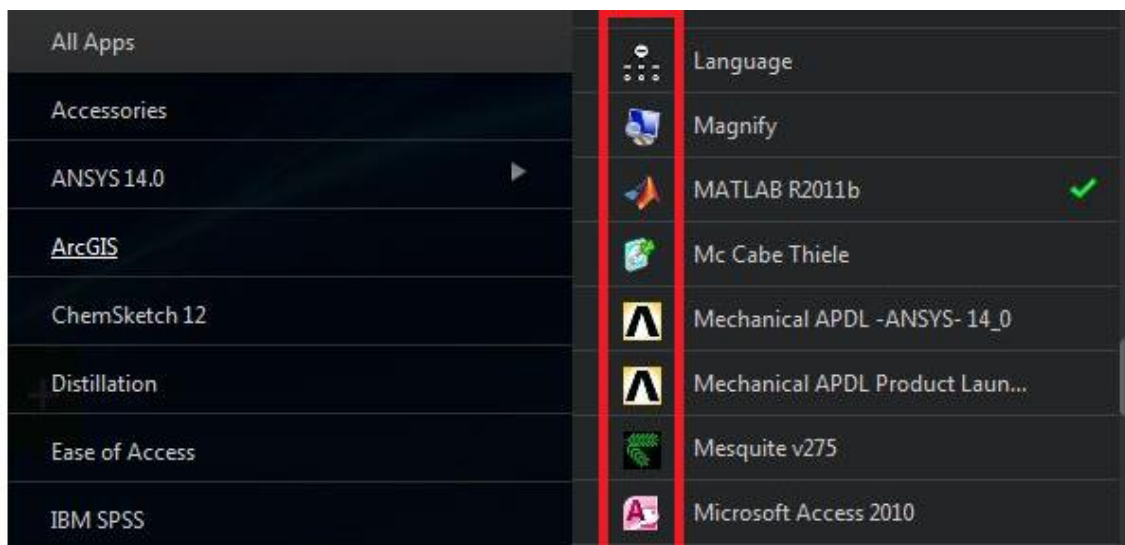 All Apps
Accessories
ANSYS 14.0
ArcGIS
ChemSketch 12
Distillation
Ease of Access
IBM SPSS
Language
Magnify
MATLAB R2011b
Mc Cabe Thiele
Mechanical APDL -ANSYS- 14_0
Mechanical APDL Product Laun...
Mesquite v275
Microsoft Access 2010